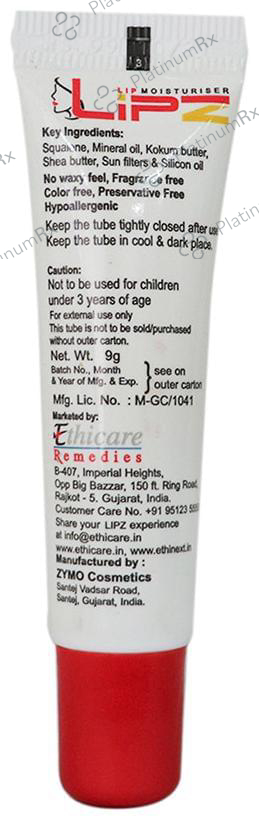 LIP MOISTURISER
LiPZ
Key Ingredients:
Squalane, Mineral oil, Kokum butter,
Shea butter, Sun filters & Silicon oil
No waxy feel, Fragrance free
Color free, Preservative Free
Hypoallergenic
Keep the tube tightly closed after use
Keep the tube in cool & dark place.
Caution:
Not to be used for children
under 3 years of age
For external use only
This tube is not to be sold/purchased
without outer carton.
Net. Wt. 9g
Batch No., Month
& Year of Mfg. & Exp. } see on
outer carton
Mfg. Lic. No. : M-GC/1041
Marketed by:
Ethicare
Remedies
B-407, Imperial Heights,
Opp Big Bazzar, 150 ft. Ring Road,
Rajkot - 5. Gujarat, India.
Customer Care No. +91 95123
Share your LIPZ experience
at info@ethicare.in
www.ethicare.in, www.ethinext.in
Manufactured by :
ZYMO Cosmetics
Santej Vadsar Road,
Santej, Gujarat, India.
PlatinumRx